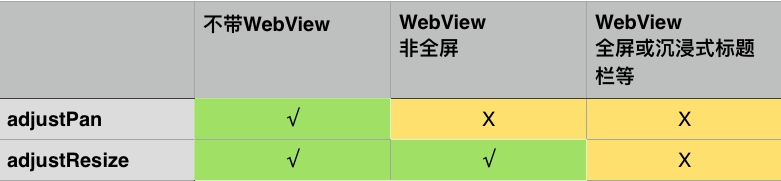 不带WebView
WebView
非全屏
WebView
全屏或沉浸式标题
栏等
adjustPan √ X X
adjustResize √ √ X